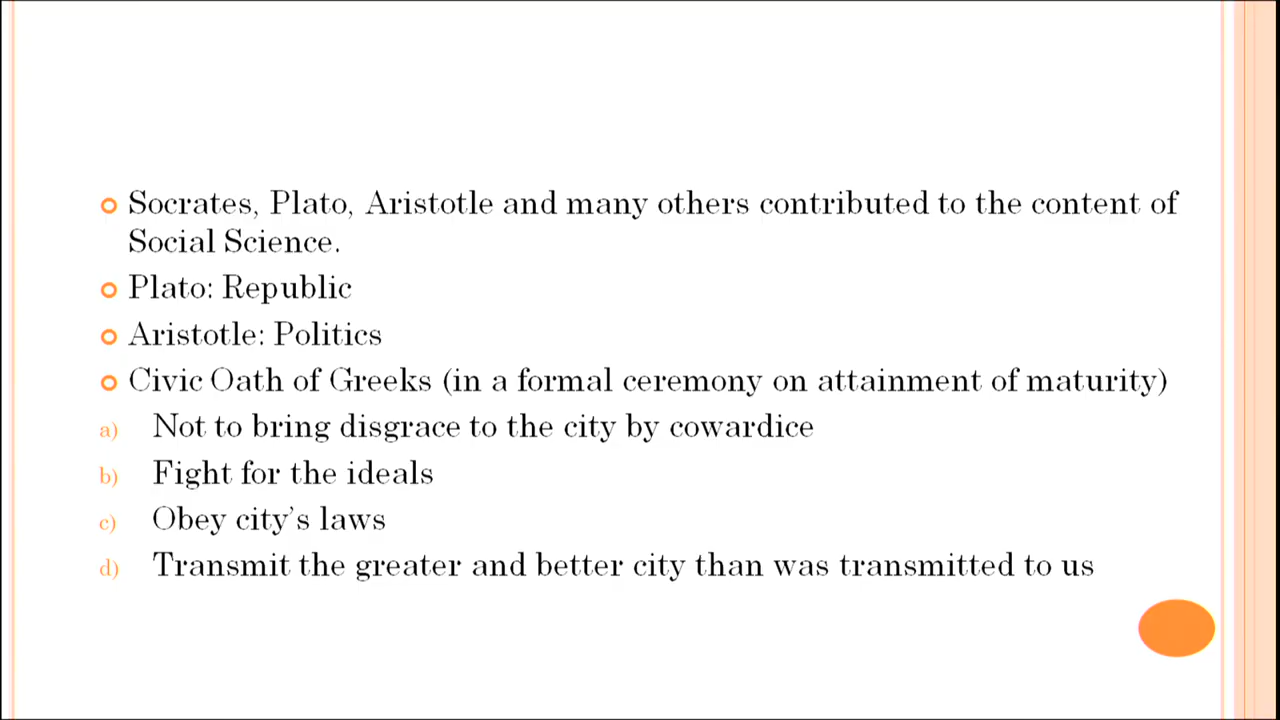 Socrates, Plato, Aristotle and many others contributed to the content of
Social Science.
Plato: Republic
Aristotle: Politics
Civic Oath of Greeks (in a formal ceremony on attainment of maturity)
a) Not to bring disgrace to the city by cowardice
b) Fight for the ideals
c) Obey city's laws
d) Transmit the greater and better city than was transmitted to us